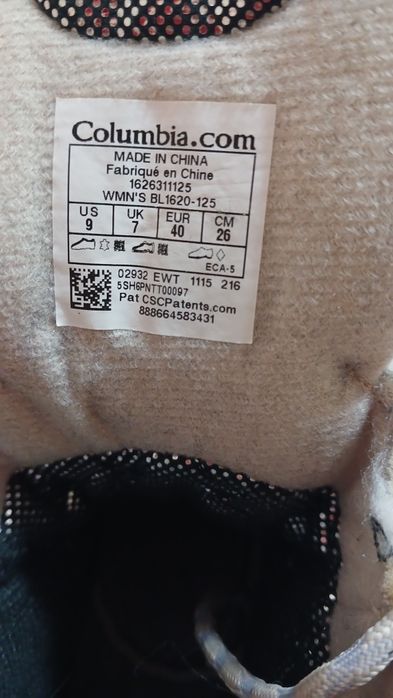 Columbia.com
MADE IN CHINA
Fabriqué en Chine
1626311125
WMN'S BL1620-125
US UK EUR CM
9 7 40 26
ECA-5
02932 EWT 1115 216
5SH6PNTT00097
Pat CSCPatents.com
888664583431